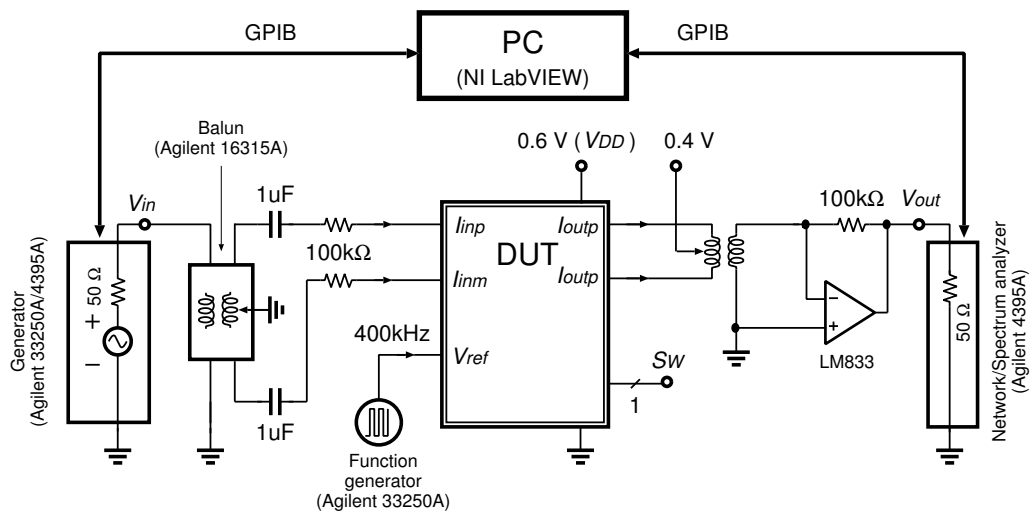 GPIB
PC
(NI LabVIEW)
GPIB
Balun
(Agilent 16315A)
0.6 V (VDD)
0.4 V
Vin
1uF
100kΩ
Iinp
Iinm
Vref
DUT
Ioutp
Ioutp
100kΩ
Vout
Generator
(Agilent 33250A/4395A)
+ 50 Ω
–
400kHz
1uF
Function
generator
(Agilent 33250A)
SW
1
–
+
LM833
50 Ω
Network/Spectrum analyzer
(Agilent 4395A)